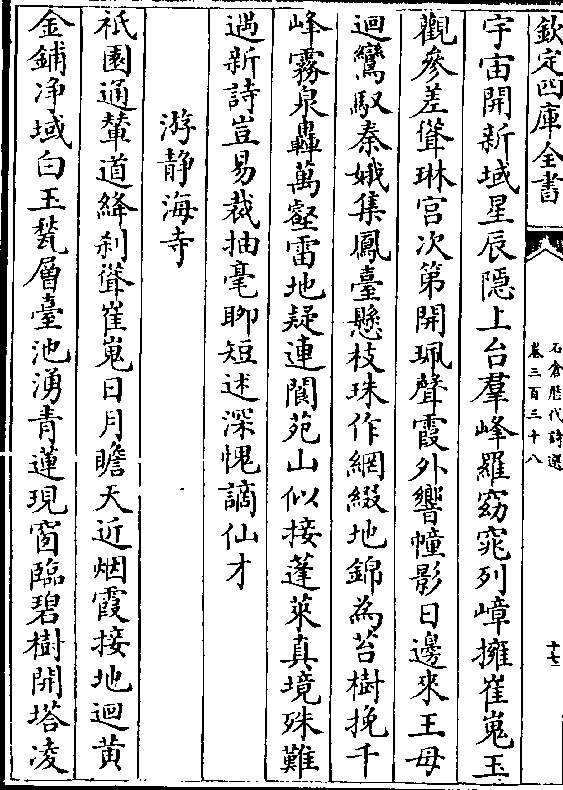 欽定四庫全書
石倉歷代詩選
卷三百三十八
十七
宇宙開新域星辰隱上台羣峰羅窈窕列嶂擁崔嵬玉
觀參差聳琳宫次第開珮聲霞外響幢影日邊來王母
迴鸞馭秦娥集鳳臺懸枝珠作網綴地錦為苔樹挽千
峰霧泉轟萬壑雷地疑連閬苑山似接蓬萊真境殊難
遇新詩豈易裁抽毫聊短述深愧謫仙才
游静海寺
祇園通輦道絳刹聳崔嵬日月瞻天近烟霞接地迴黄
金鋪净域白玉甃層臺池湧青蓮現窗臨碧樹開塔凌